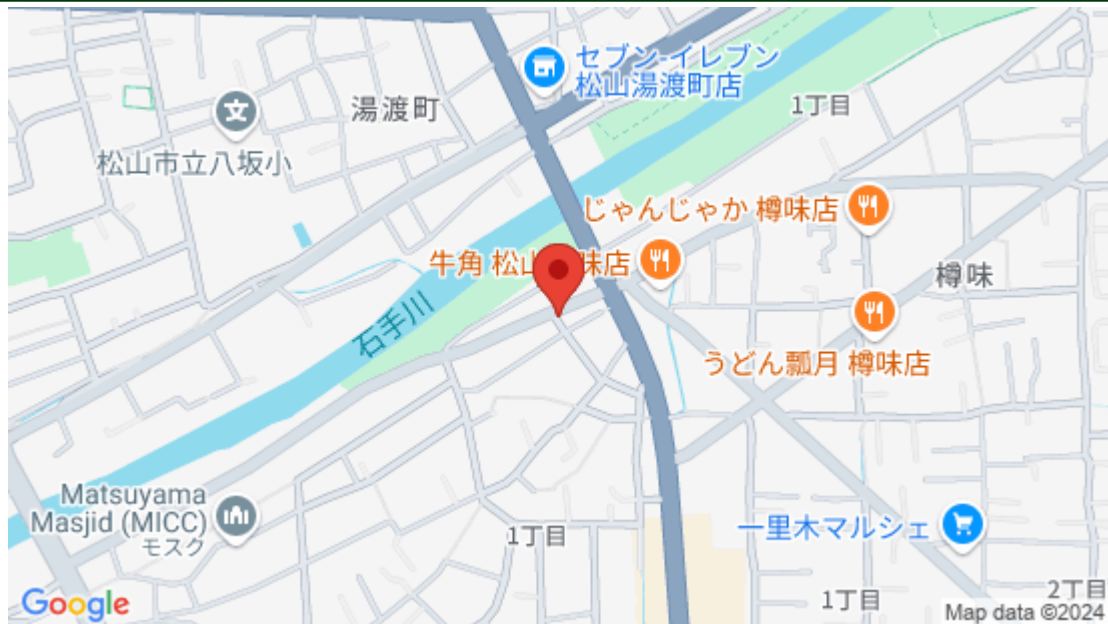 セブン-イレブン
松山湯渡町店
湯渡町
1丁目
松山市立八坂小
じゃんじゃか 樽味店
牛角 松山 味店
樽味
石手川
うどん瓢月 樽味店
Matsuyama
Masjid (MICC)
モスク
1丁目
一里木マルシェ
1丁目
2丁目
Google
Map data ©2024